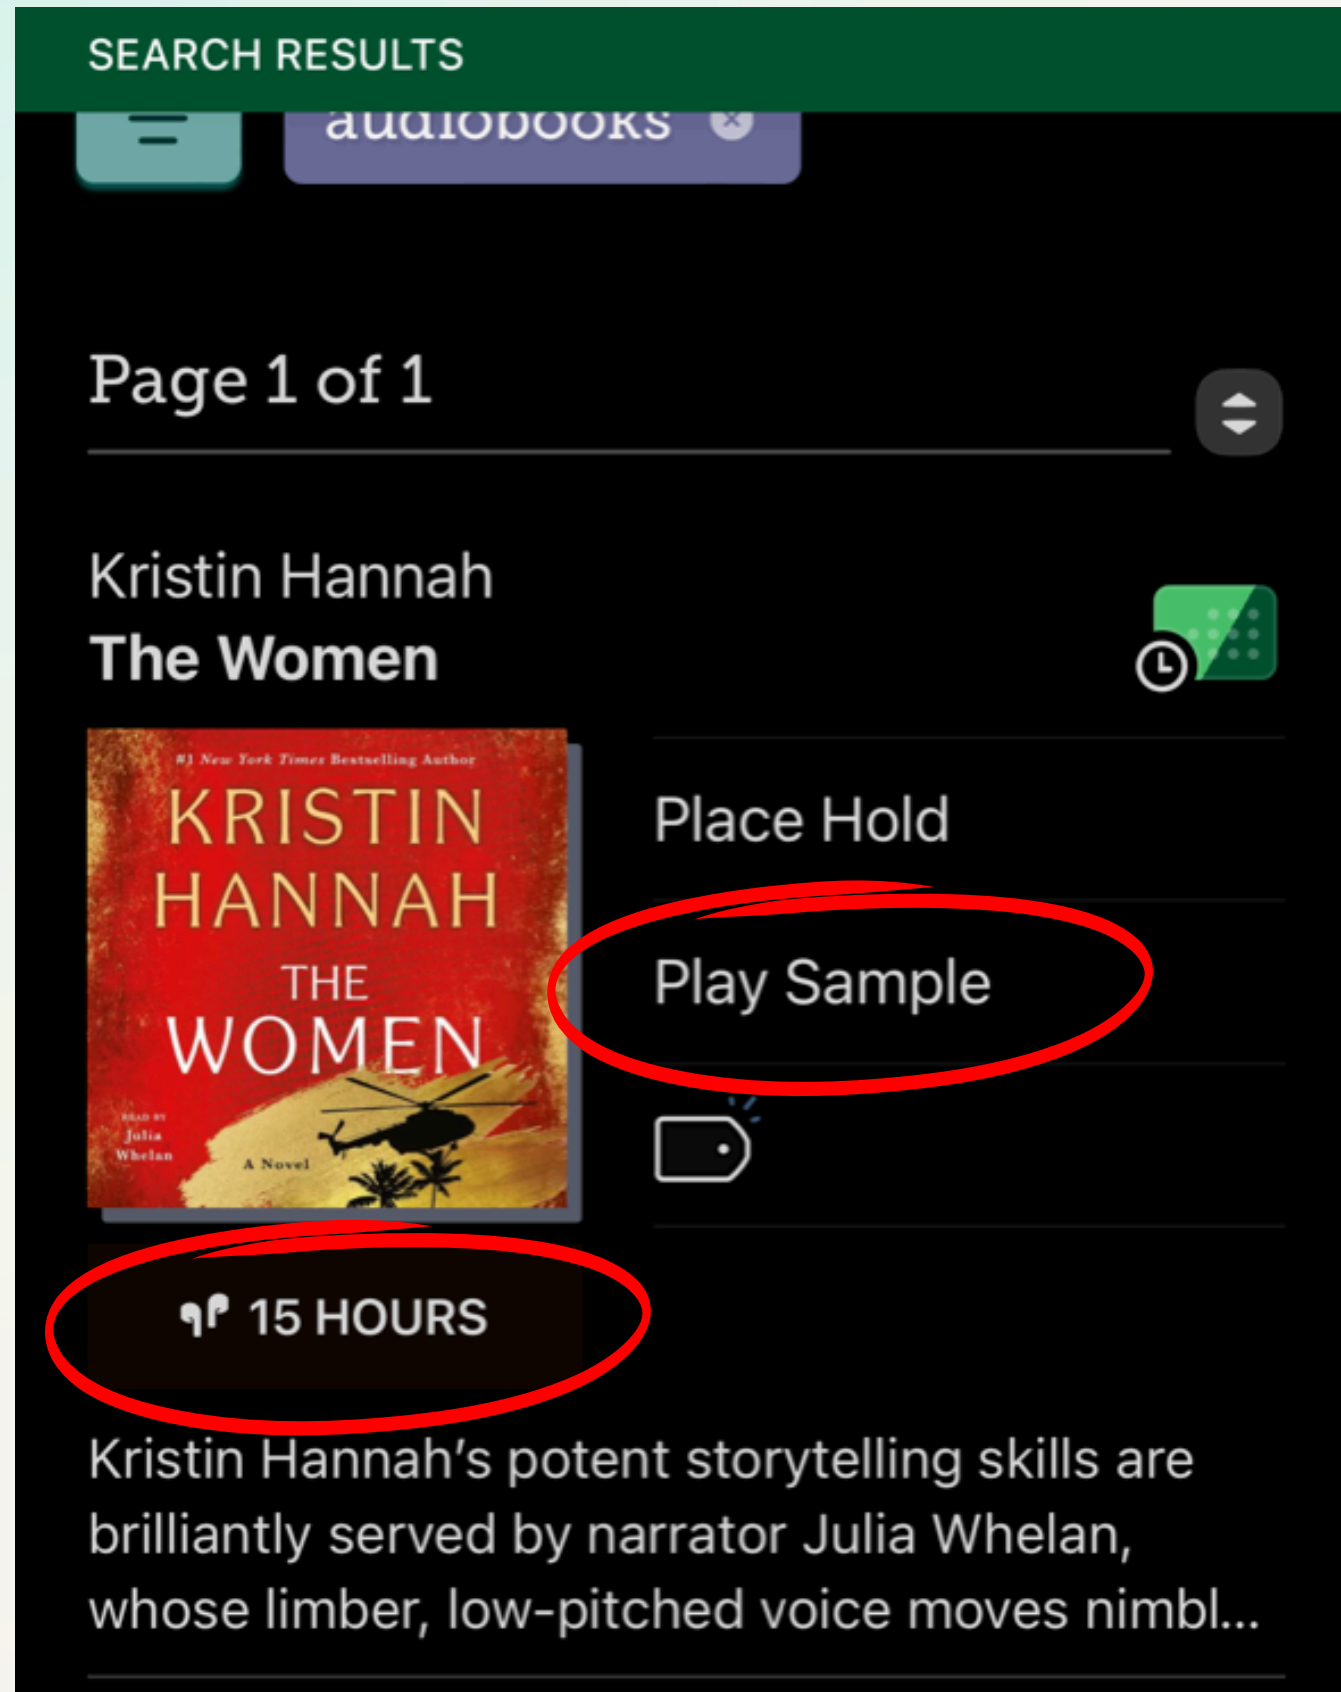 SEARCH RESULTS
audiobooks
Page 1 of 1
Kristin Hannah
The Women
#1 New York Times Bestselling Author
KRISTIN
HANNAH
THE
WOMEN
READ BY
Julia
Whelan
A Novel
Place Hold
Play Sample
15 HOURS
Kristin Hannah’s potent storytelling skills are
brilliantly served by narrator Julia Whelan,
whose limber, low-pitched voice moves nimbl...